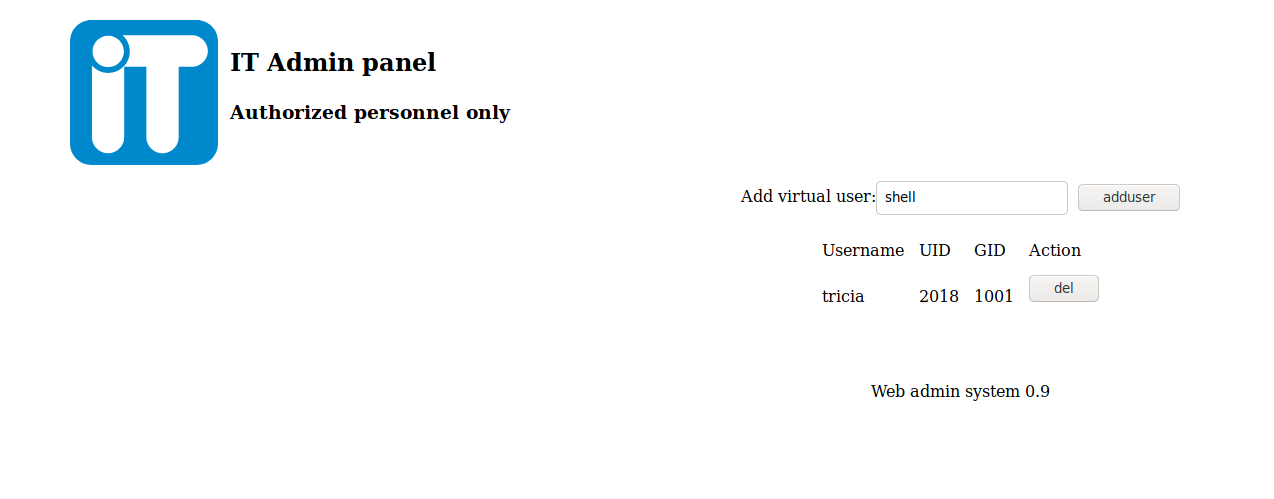 iT
IT Admin panel
Authorized personnel only
Add virtual user: shell adduser
Username UID GID Action
tricia 2018 1001 del
Web admin system 0.9